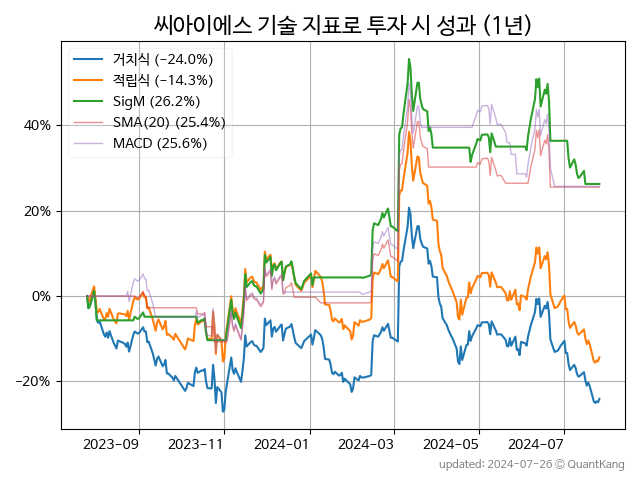 씨아이에스 기술 지표로 투자 시 성과 (1년)
거치식 (−24.0%)
적립식 (−14.3%)
SigM (26.2%)
SMA(20) (25.4%)
MACD (25.6%)
40%
20%
0%
−20%
2023−09 2023−11 2024−01 2024−03 2024−05 2024−07
updated: 2024-07-26 © QuantKang